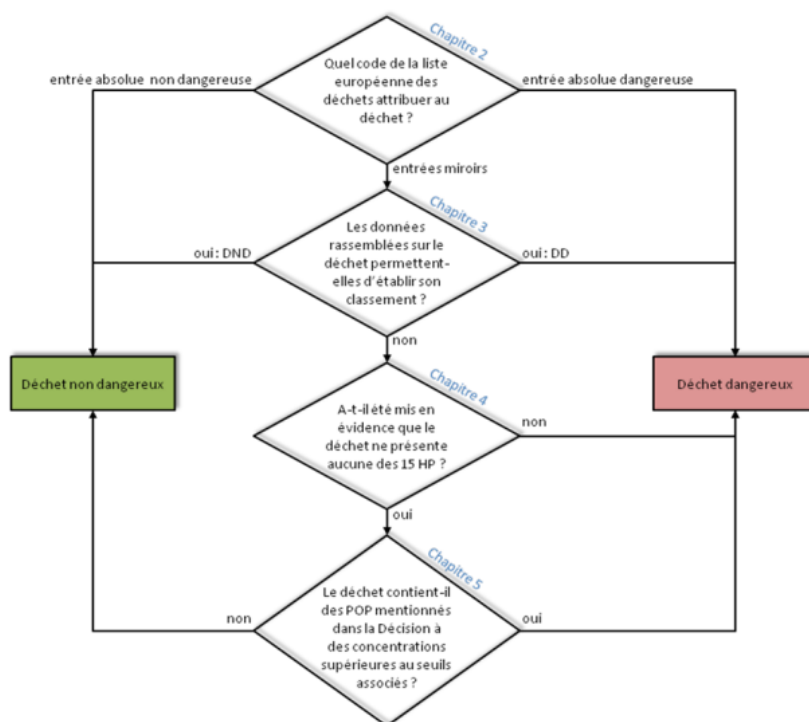 Chapitre 2
Quel code de la liste
européenne des
déchets attribuer au
déchet ?
entrée absolue non dangereuse
entrée absolue dangereuse
entrées miroirs
Chapitre 3
Les données
rassemblées sur le
déchet permettent-
elles d'établir son
classement ?
oui : DND
oui : DD
non
Déchet non dangereux
Déchet dangereux
Chapitre 4
A-t-il été mis en
évidence que le
déchet ne présente
aucune des 15 HP ?
non
oui
Chapitre 5
Le déchet contient-il
des POP mentionnés
dans la Décision à
des concentrations
supérieures au seuils
associés ?
non
oui